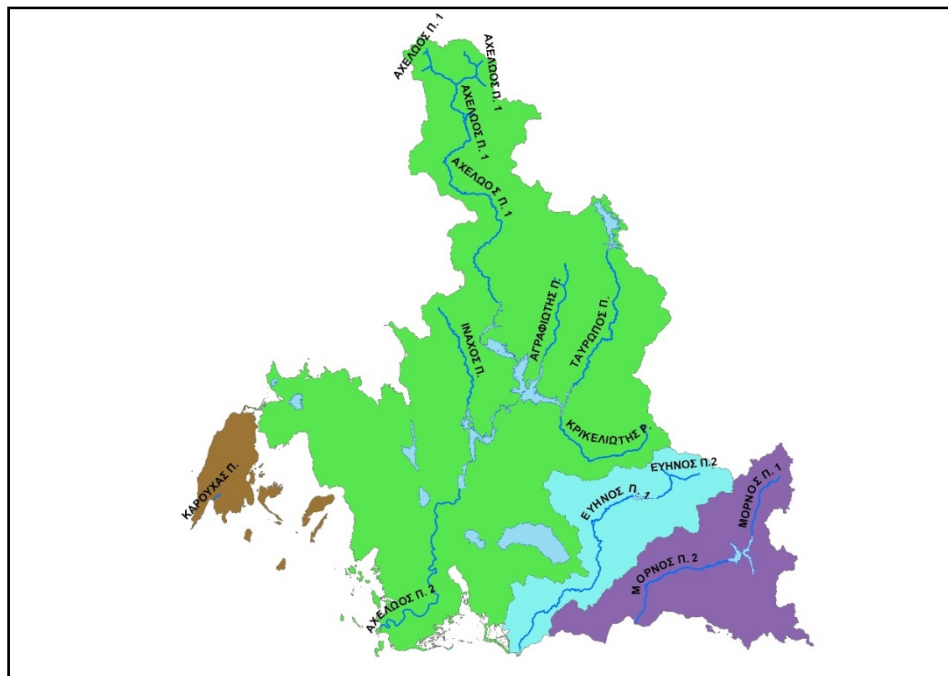 ΑΧΕΛΩΟΣ Π. 1
ΑΧΕΛΩΟΣ Π. 1
ΑΧΕΛΩΟΣ Π. 1
ΑΧΕΛΩΟΣ Π. 1
ΙΝΑΧΟΣ Π.
ΑΓΡΑΦΙΩΤΗΣ Π.
ΤΑΥΡΩΠΟΣ Π.
ΚΡΙΚΕΛΙΩΤΗΣ Ρ.
ΚΑΡΟΥΧΑΣ Π.
ΕΥΗΝΟΣ Π. 1
ΕΥΗΝΟΣ Π.2
ΜΟΡΝΟΣ Π. 1
ΜΟΡΝΟΣ Π. 2
ΑΧΕΛΩΟΣ Π. 2